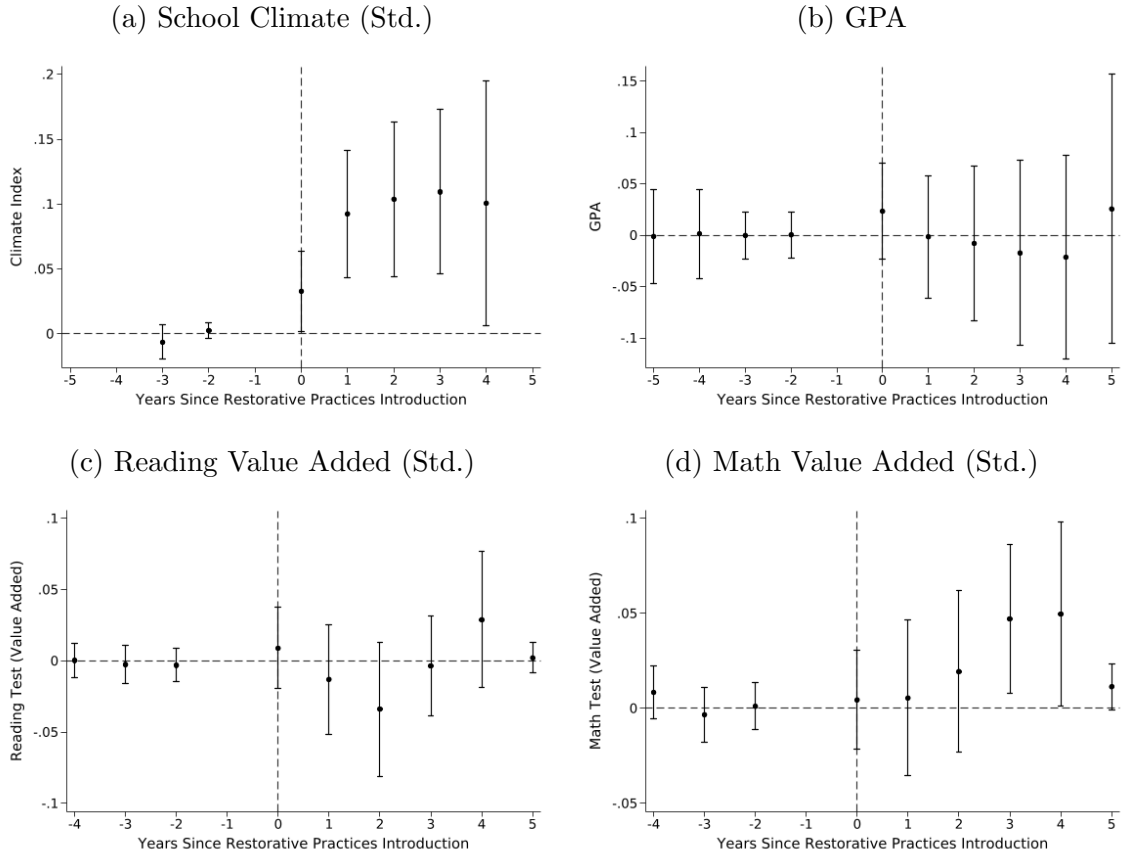 (a) School Climate (Std.)
.2
.15
.1
.05
0
Climate Index
-5 -4 -3 -2 -1 0 1 2 3 4 5
Years Since Restorative Practices Introduction
(b) GPA
.15
.1
.05
0
-.05
-.1
GPA
-5 -4 -3 -2 -1 0 1 2 3 4 5
Years Since Restorative Practices Introduction
(c) Reading Value Added (Std.)
.1
.05
0
-.05
-.1
Reading Test (Value Added)
-4 -3 -2 -1 0 1 2 3 4 5
Years Since Restorative Practices Introduction
(d) Math Value Added (Std.)
.1
.05
0
-.05
Math Test (Value Added)
-4 -3 -2 -1 0 1 2 3 4 5
Years Since Restorative Practices Introduction